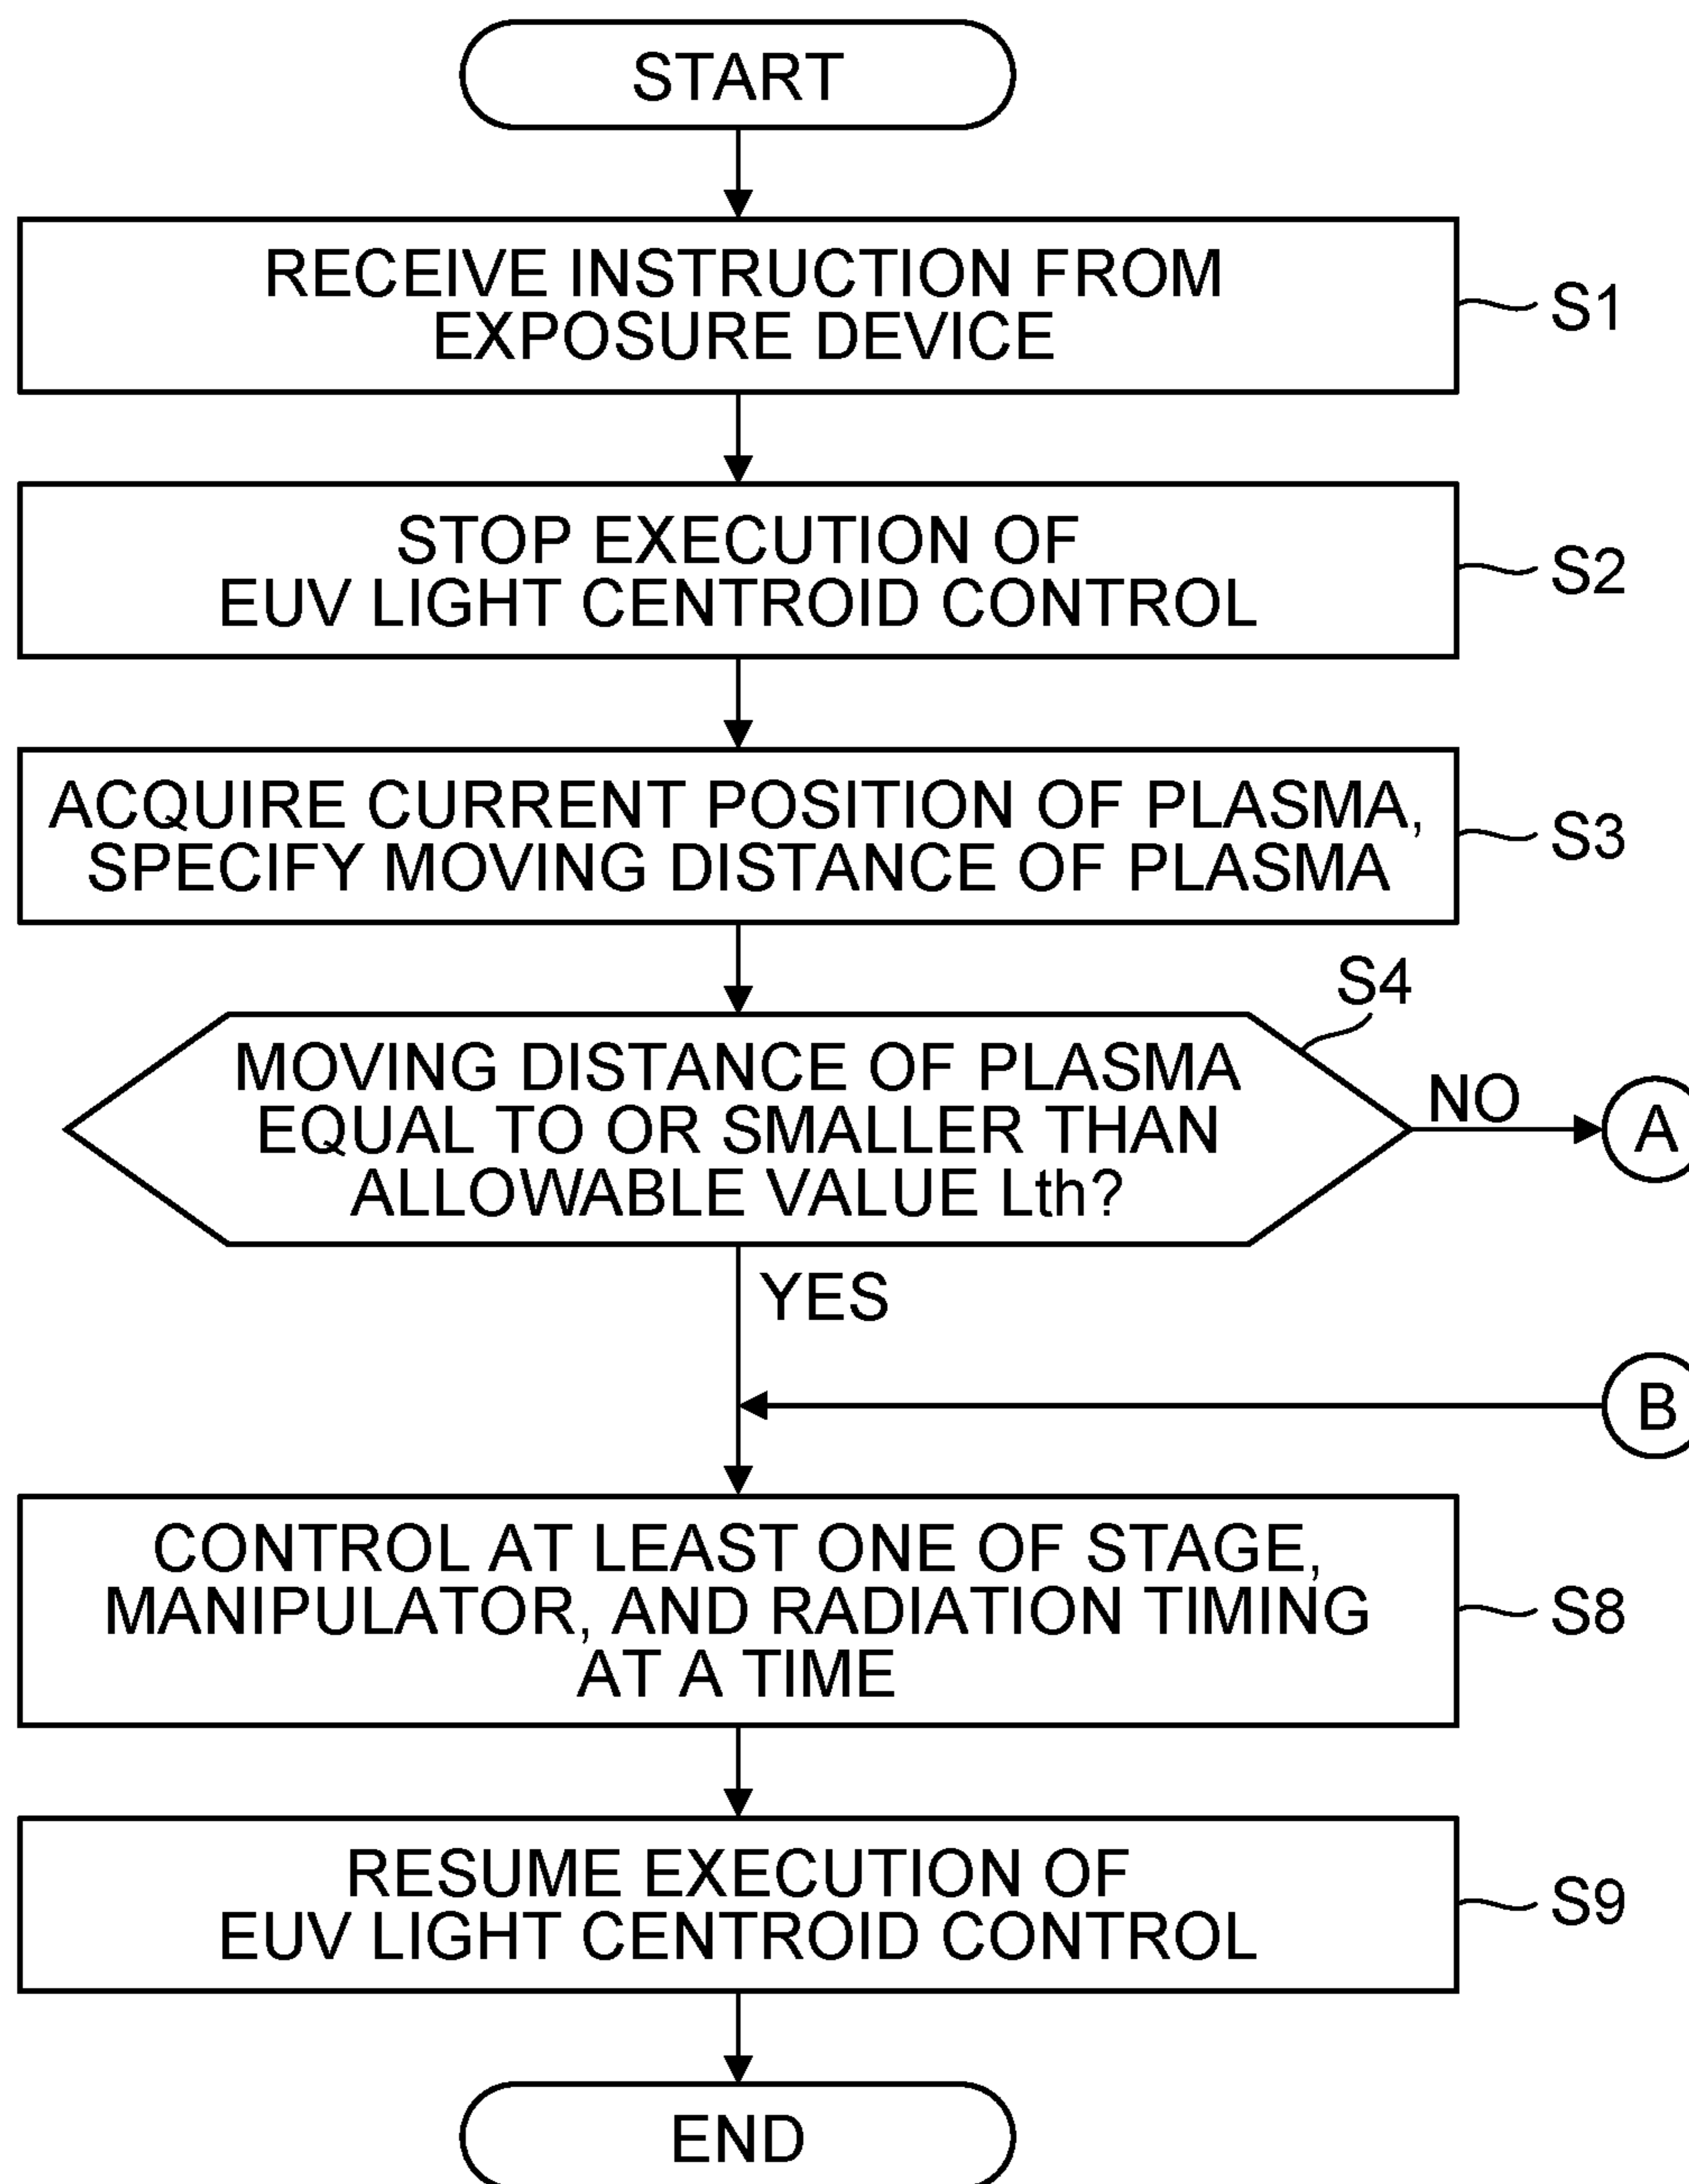 START
RECEIVE INSTRUCTION FROM
EXPOSURE DEVICE
S1
STOP EXECUTION OF
EUV LIGHT CENTROID CONTROL
S2
ACQUIRE CURRENT POSITION OF PLASMA,
SPECIFY MOVING DISTANCE OF PLASMA
S3
S4
MOVING DISTANCE OF PLASMA
EQUAL TO OR SMALLER THAN
ALLOWABLE VALUE Lth?
NO
A
YES
B
CONTROL AT LEAST ONE OF STAGE,
MANIPULATOR, AND RADIATION TIMING
AT A TIME
S8
RESUME EXECUTION OF
EUV LIGHT CENTROID CONTROL
S9
END